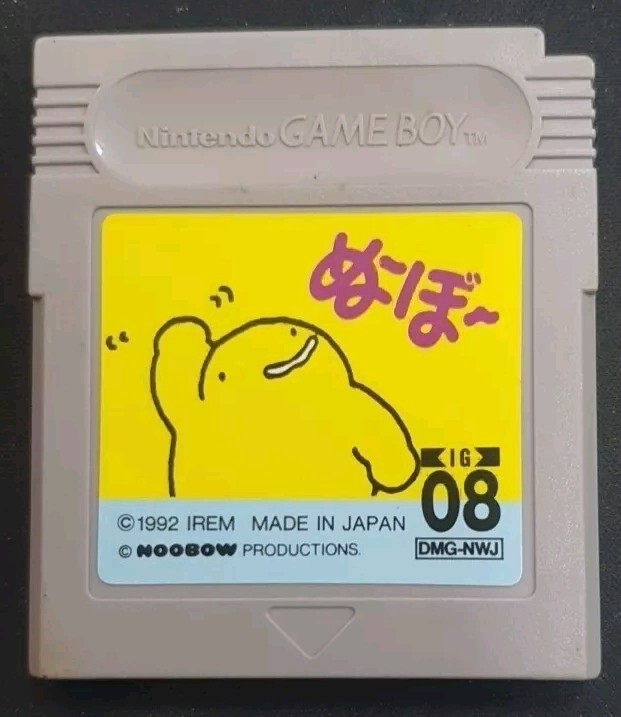 Nintendo GAME BOY™
ぬ〜ぼ〜
IG
08
©1992 IREM MADE IN JAPAN
© NOOBOW PRODUCTIONS.
DMG-NWJ